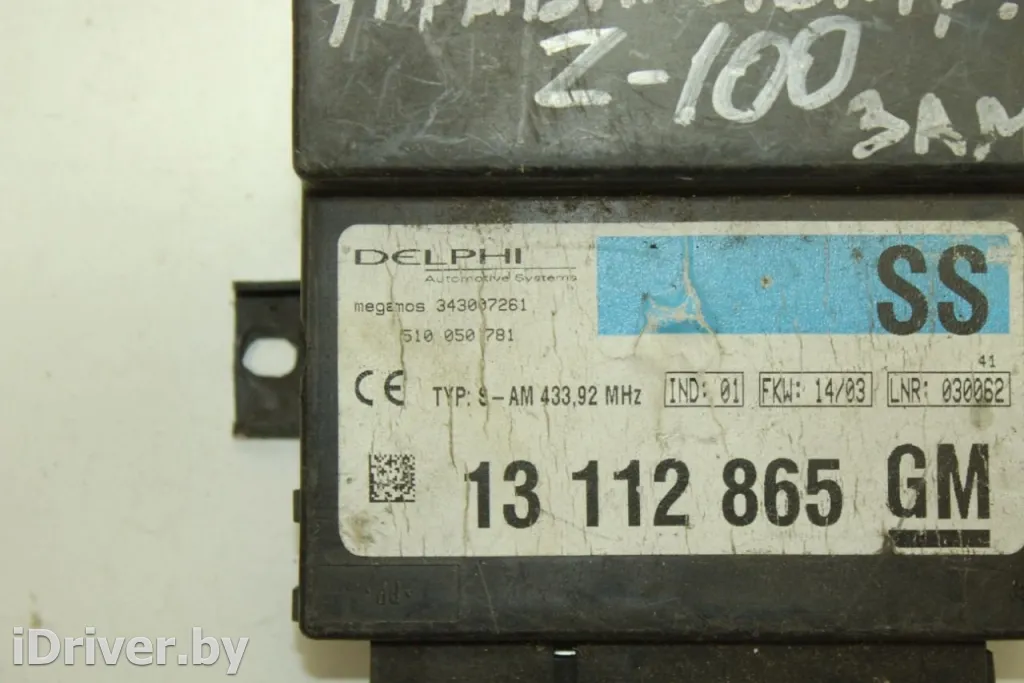 Z-100
ЗАМ
DELPHI
Automotive Systems
SS
megamos 343007261
510 050 781
41
CE TYP: S-AM 433,92 MHz IND: 01 FKW: 14/03 LNR: 030062
13 112 865 GM
iDriver.by